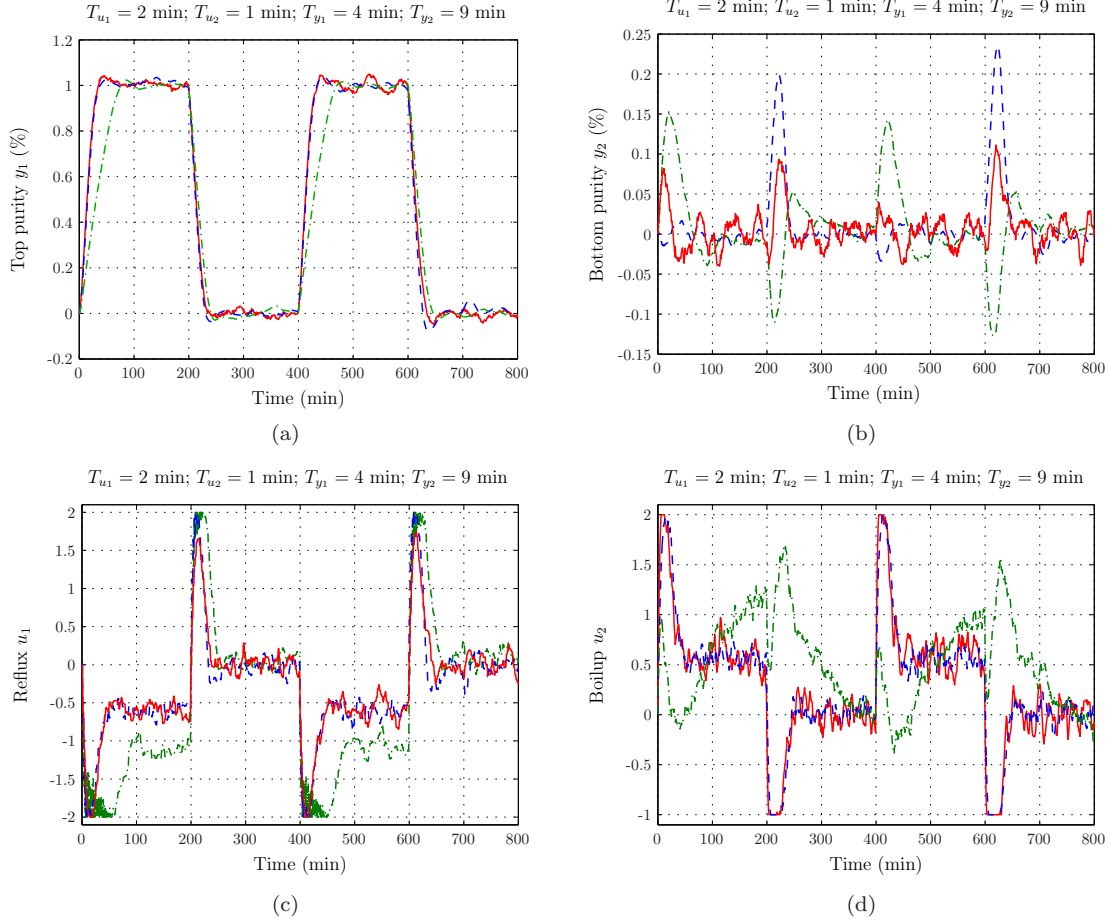 T_{u_1} = 2 min; T_{u_2} = 1 min; T_{y_1} = 4 min; T_{y_2} = 9 min
1.2
1
0.8
0.6
0.4
0.2
0
-0.2
Top purity y_1 (%)
0 100 200 300 400 500 600 700 800
Time (min)
(a)
T_{u_1} = 2 min; T_{u_2} = 1 min; T_{y_1} = 4 min; T_{y_2} = 9 min
0.25
0.2
0.15
0.1
0.05
0
-0.05
-0.1
-0.15
Bottom purity y_2 (%)
0 100 200 300 400 500 600 700 800
Time (min)
(b)
T_{u_1} = 2 min; T_{u_2} = 1 min; T_{y_1} = 4 min; T_{y_2} = 9 min
2
1.5
1
0.5
0
-0.5
-1
-1.5
-2
Reflux u_1
0 100 200 300 400 500 600 700 800
Time (min)
(c)
T_{u_1} = 2 min; T_{u_2} = 1 min; T_{y_1} = 4 min; T_{y_2} = 9 min
2
1.5
1
0.5
0
-0.5
-1
Boilup u_2
0 100 200 300 400 500 600 700 800
Time (min)
(d)